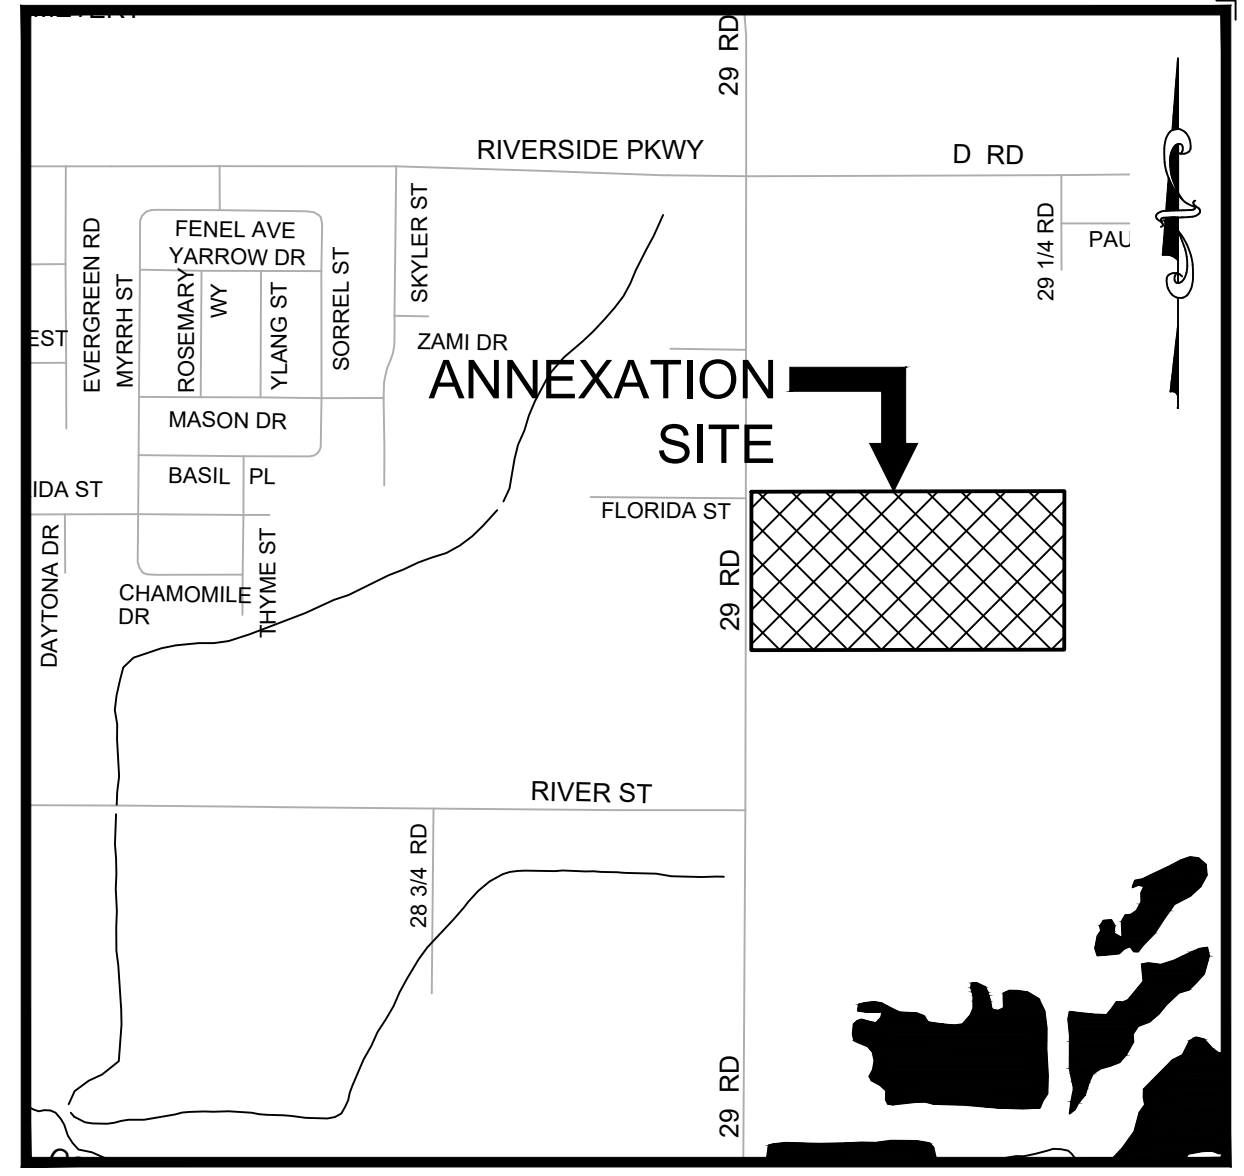 29 RD
RIVERSIDE PKWY
D RD
FENEL AVE
YARROW DR
EVERGREEN RD
MYRRH ST
ROSEMARY
WY
YLANG ST
SORREL ST
SKYLER ST
29 1/4 RD
PAU
EST
ZAMI DR
ANNEXATION
SITE
MASON DR
BASIL PL
IDA ST
FLORIDA ST
DAYTONA DR
CHAMOMILE
DR
THYME ST
29 RD
RIVER ST
28 3/4 RD
29 RD